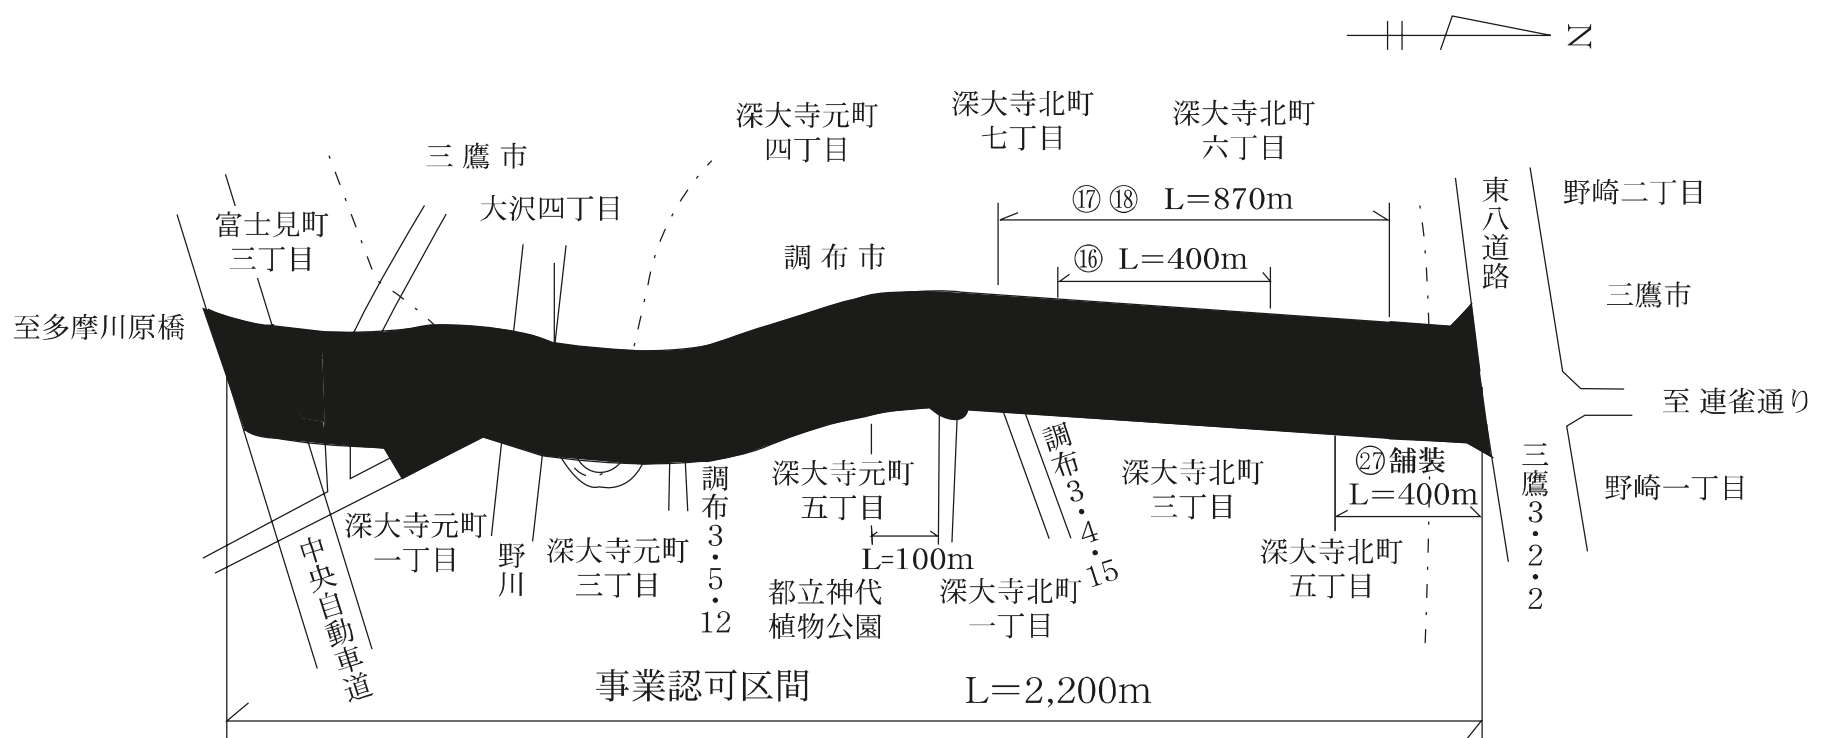 N
深大寺元町
四丁目
深大寺北町
七丁目
深大寺北町
六丁目
三鷹市
大沢四丁目
富士見町
三丁目
調布市
⑰⑱ L=870m
⑯ L=400m
東八道路
野崎二丁目
三鷹市
至多摩川原橋
至 連雀通り
野崎一丁目
三鷹3・2・2
㉗舗装
L=400m
深大寺北町
五丁目
深大寺北町
三丁目
調布3・4・15
深大寺元町
五丁目
L=100m
都立神代
植物公園
深大寺北町
一丁目
調布3・5・12
深大寺元町
三丁目
野川
深大寺元町
一丁目
中央自動車道
事業認可区間 L=2,200m